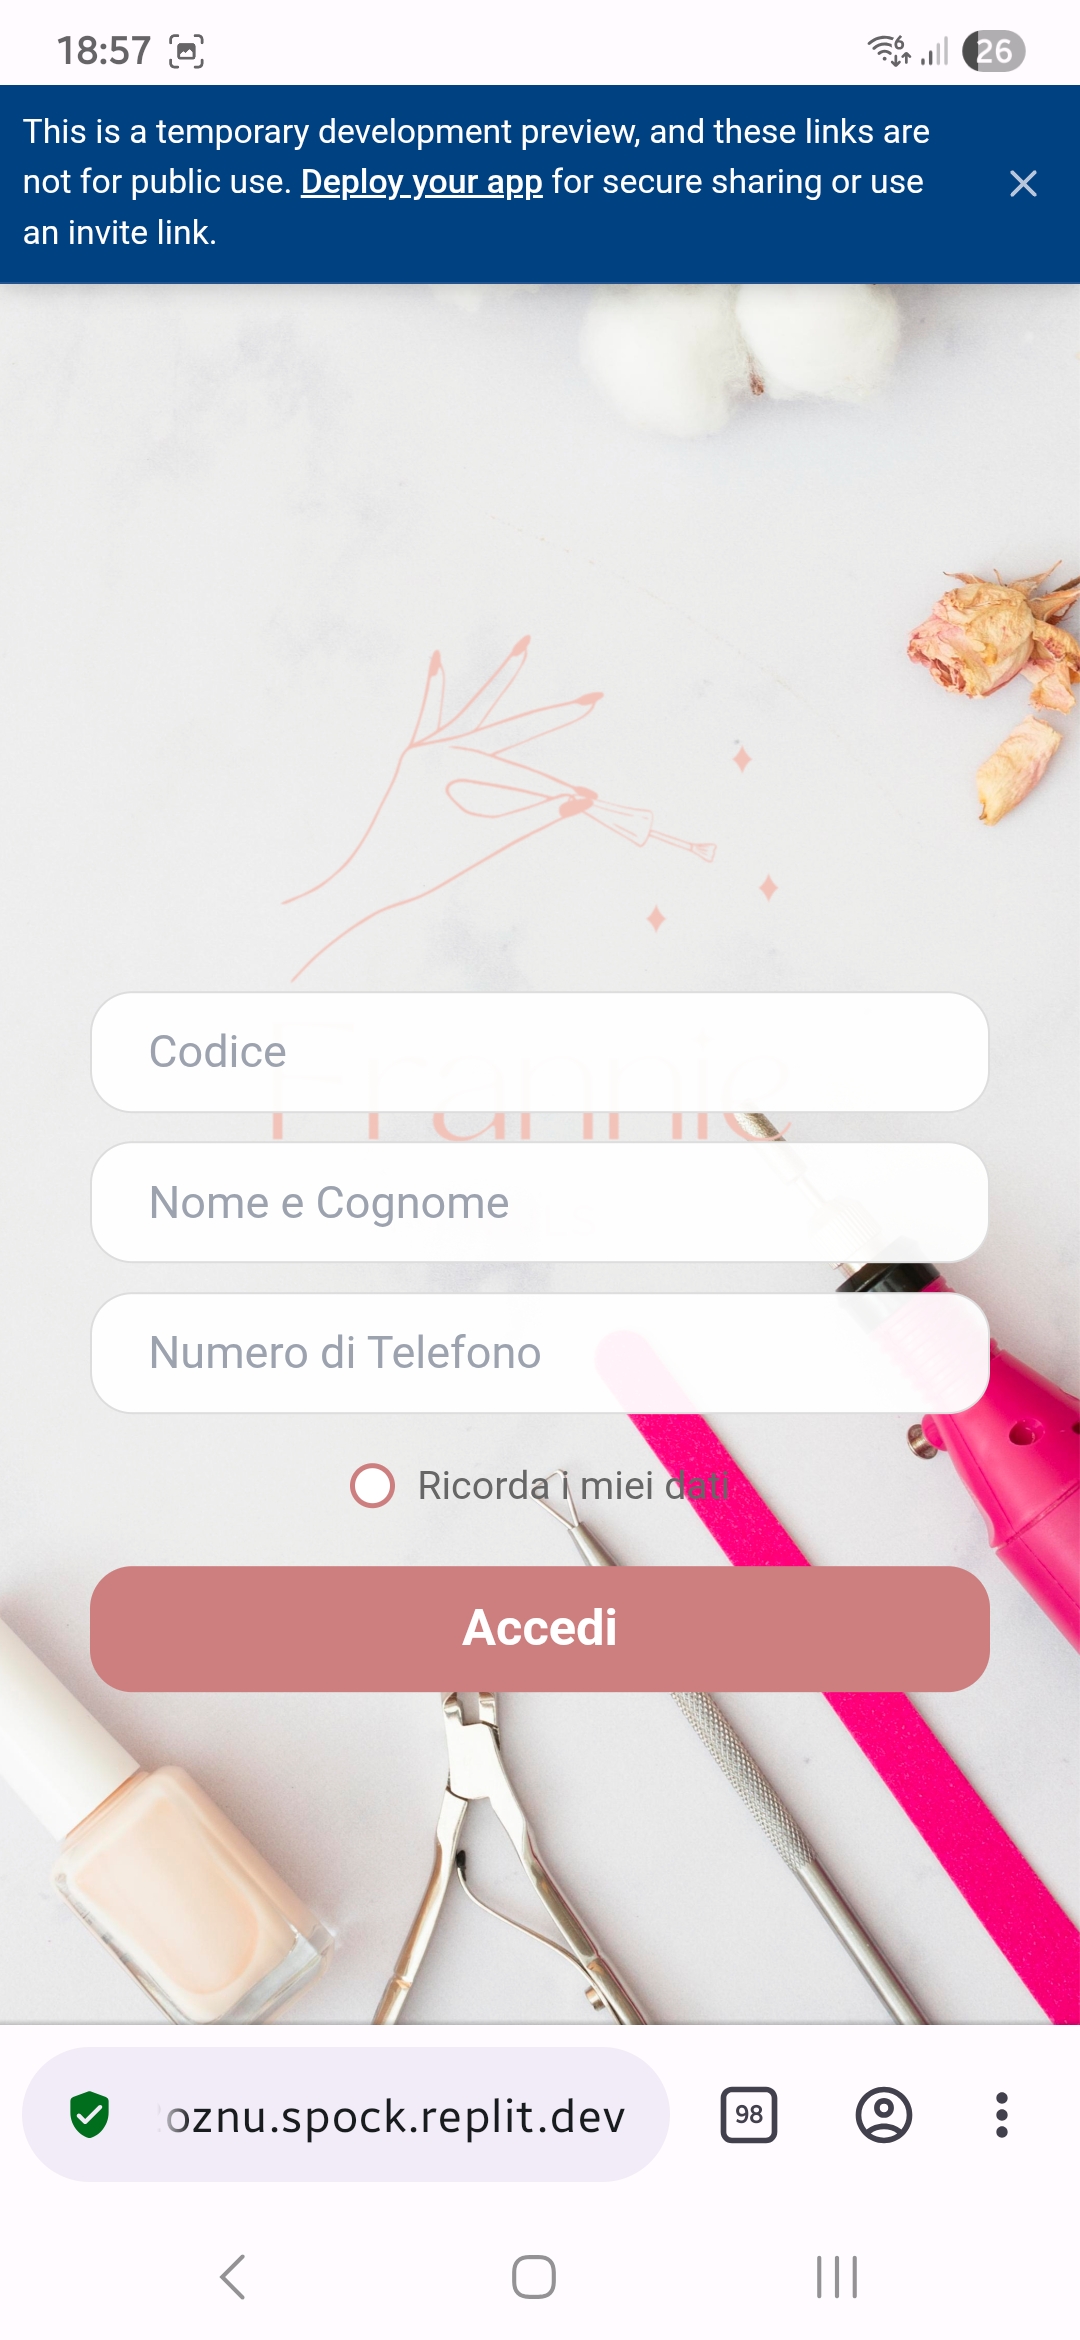 18:57
26
This is a temporary development preview, and these links are
not for public use. Deploy your app for secure sharing or use
an invite link.
Codice
Frannie
Nome e Cognome
Numero di Telefono
Ricorda i miei dati
Accedi
oznu.spock.replit.dev
98